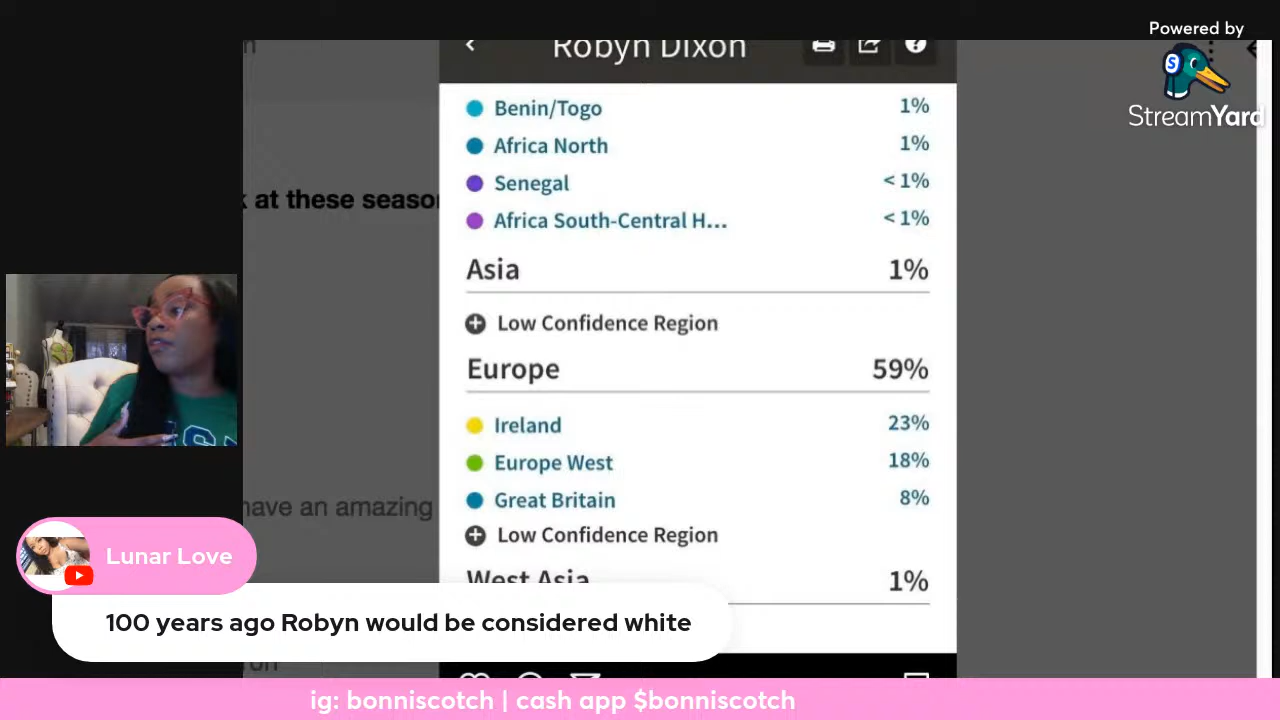 Powered by
StreamYard
Robyn Dixon
Benin/Togo 1%
Africa North 1%
Senegal < 1%
Africa South-Central H... < 1%
at these
Asia 1%
Low Confidence Region
Europe 59%
Ireland 23%
Europe West 18%
Great Britain 8%
have an amazing
Low Confidence Region
West Asia 1%
Lunar Love
100 years ago Robyn would be considered white
ig: bonniscotch | cash app $bonniscotch